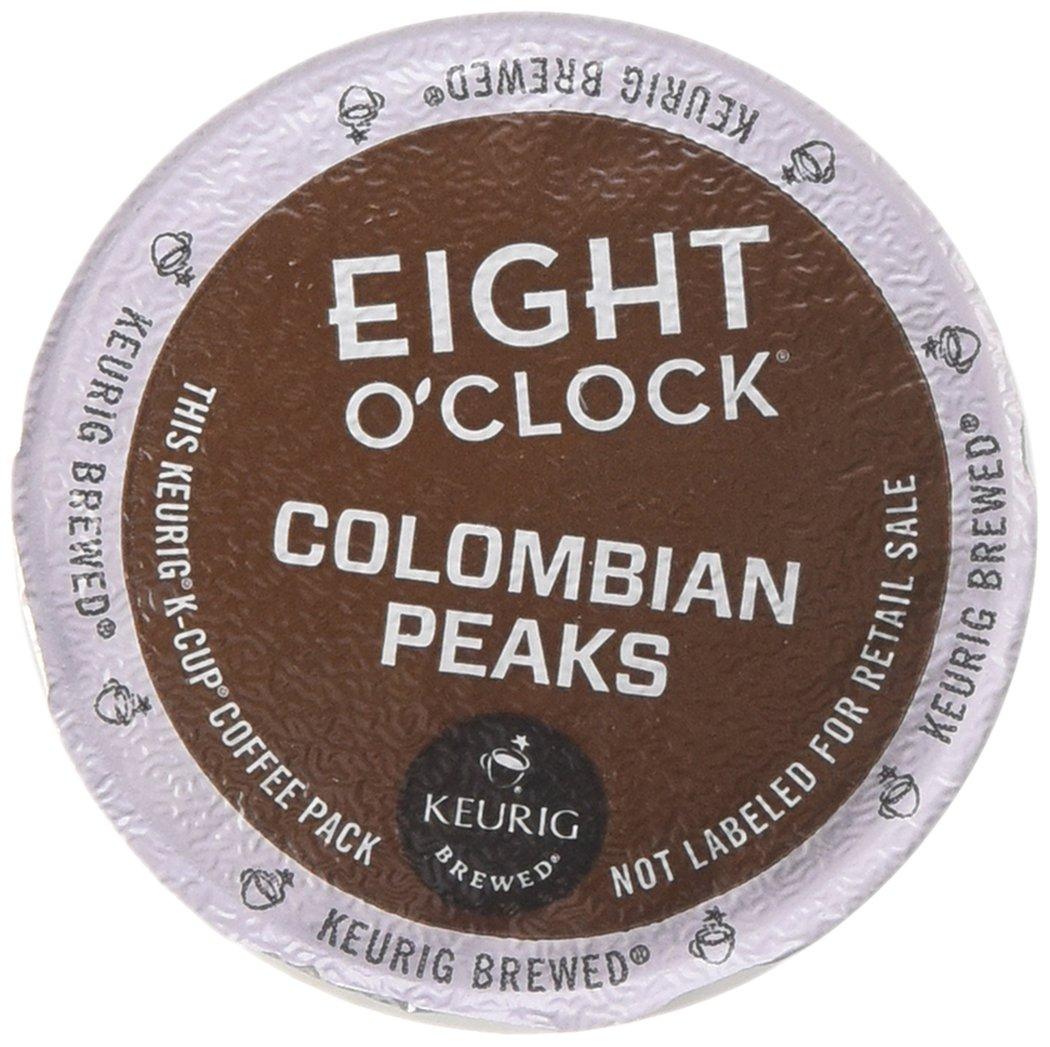 EIGHT
O'CLOCK®
COLOMBIAN
PEAKS
KEURIG
BREWED®
THIS KEURIG® K-CUP® COFFEE PACK
NOT LABELED FOR RETAIL SALE
KEURIG BREWED®
KEURIG BREWED®
KEURIG BREWED®
KEURIG BREWED®